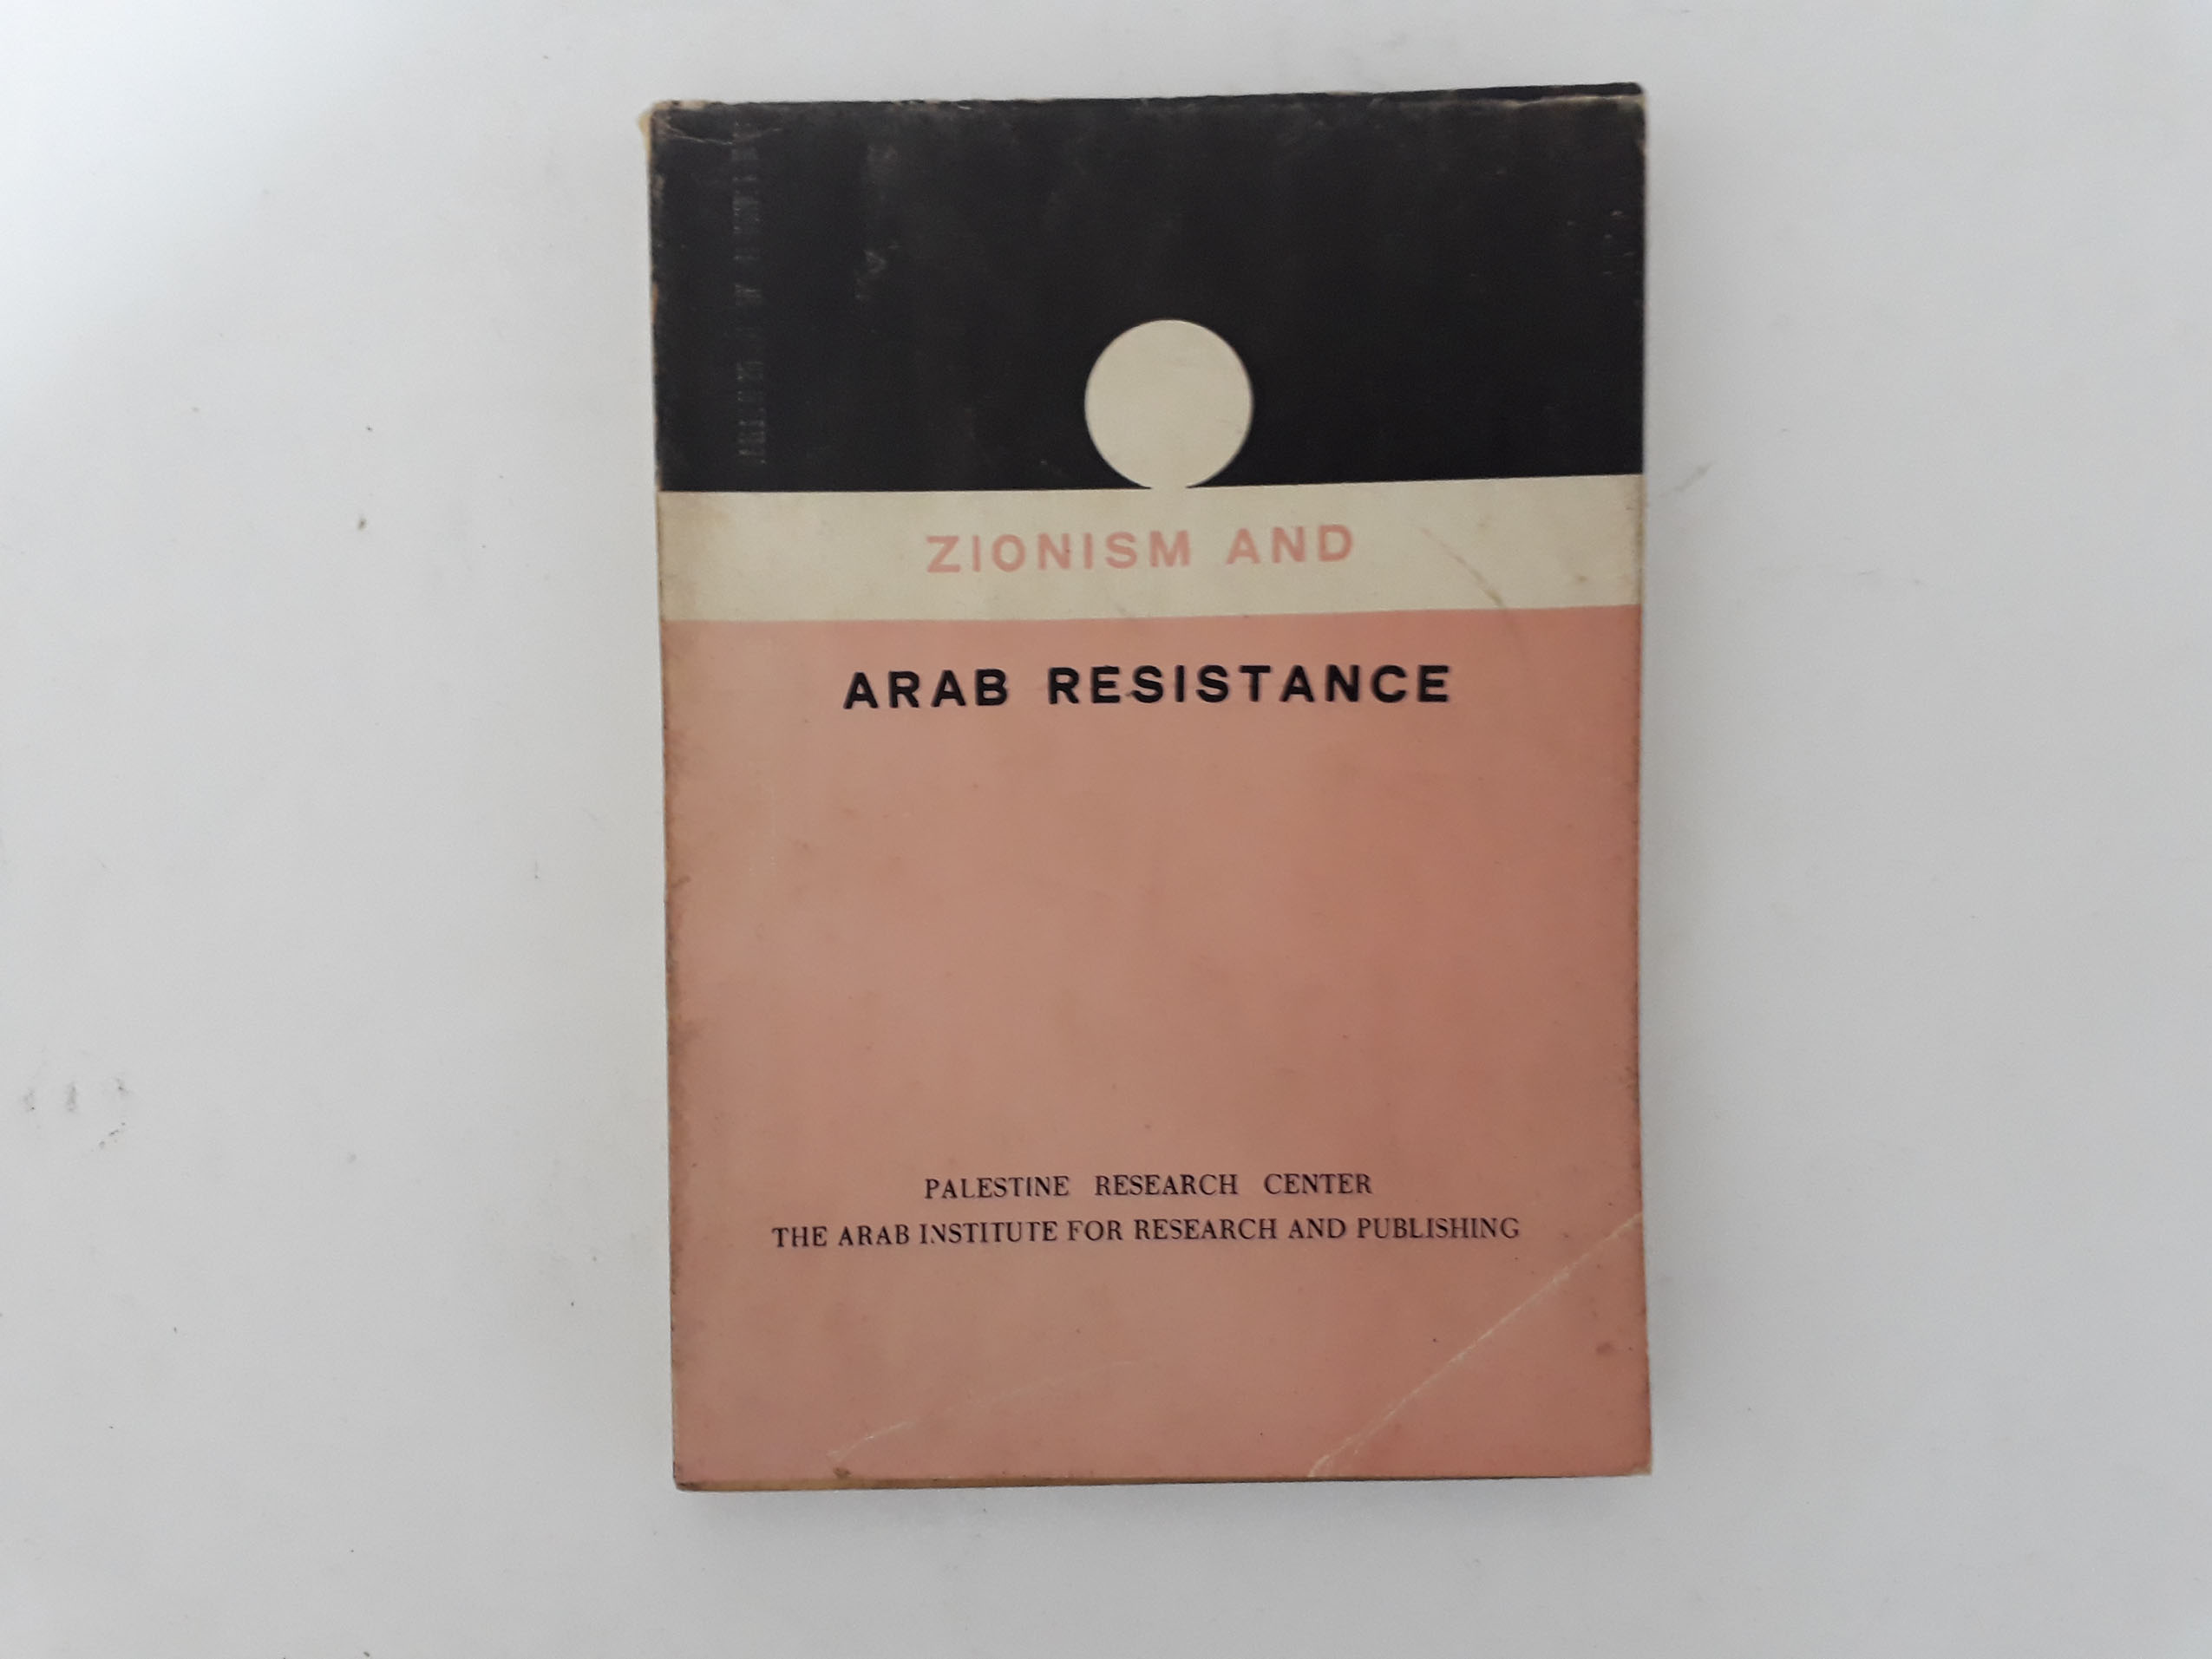 ZIONISM AND
ARAB RESISTANCE
PALESTINE RESEARCH CENTER
THE ARAB INSTITUTE FOR RESEARCH AND PUBLISHING